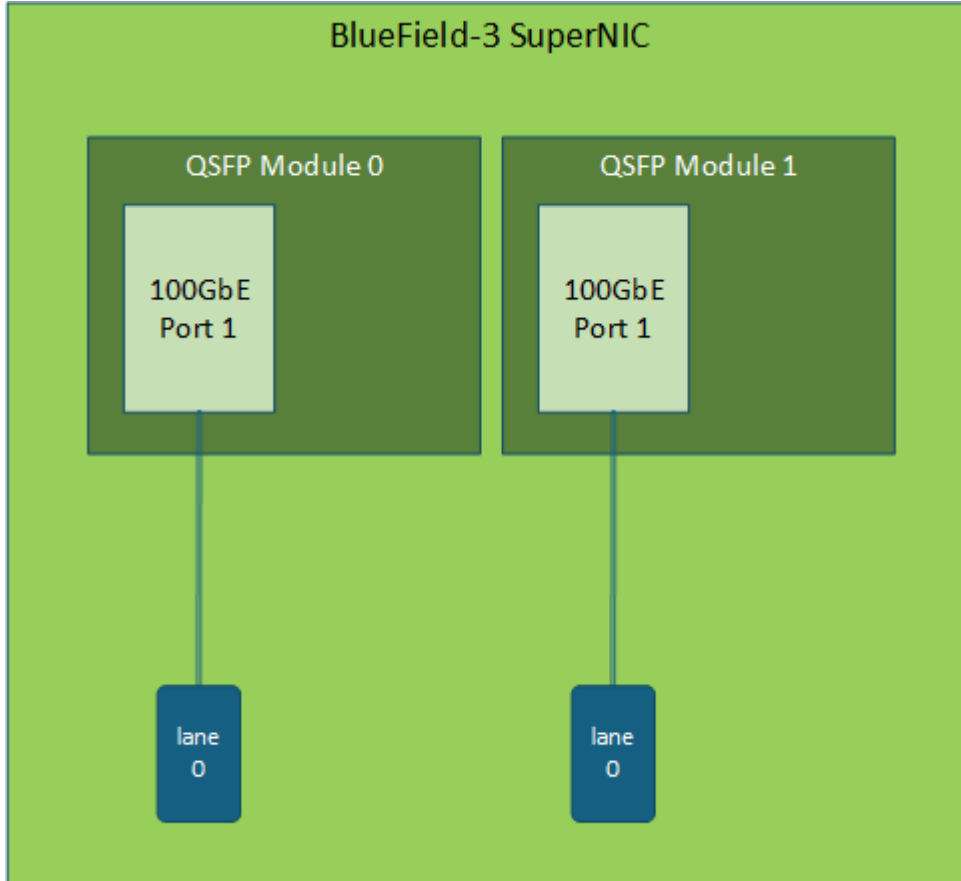 BlueField-3 SuperNIC
QSFP Module 0
100GbE
Port 1
lane
0
QSFP Module 1
100GbE
Port 1
lane
0